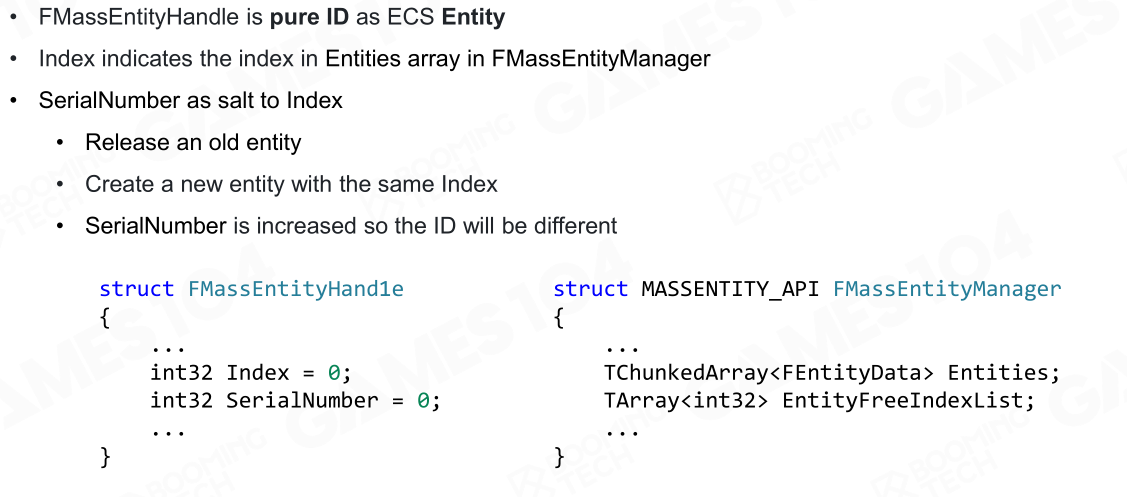 • FMassEntityHandle is pure ID as ECS Entity
• Index indicates the index in Entities array in FMassEntityManager
• SerialNumber as salt to Index
• Release an old entity
• Create a new entity with the same Index
• SerialNumber is increased so the ID will be different
struct FMassEntityHand1e
{
...
int32 Index = 0;
int32 SerialNumber = 0;
...
}
struct MASSENTITY_API FMassEntityManager
{
...
TChunkedArray<FEntityData> Entities;
TArray<int32> EntityFreeIndexList;
...
}
GAMES104
BOOMING
TECH